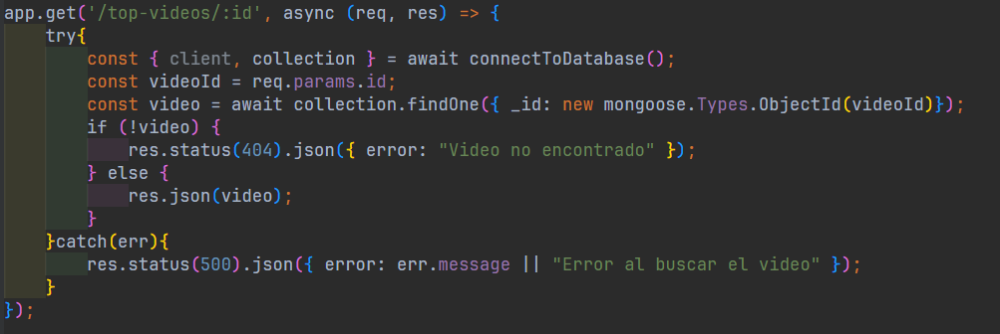 app.get('/top-videos/:id', async (req, res) => {
    try{
        const { client, collection } = await connectToDatabase();
        const videoId = req.params.id;
        const video = await collection.findOne({ _id: new mongoose.Types.ObjectId(videoId)});
        if (!video) {
            res.status(404).json({ error: "Video no encontrado" });
        } else {
            res.json(video);
        }
    }catch(err){
        res.status(500).json({ error: err.message || "Error al buscar el video" });
    }
});